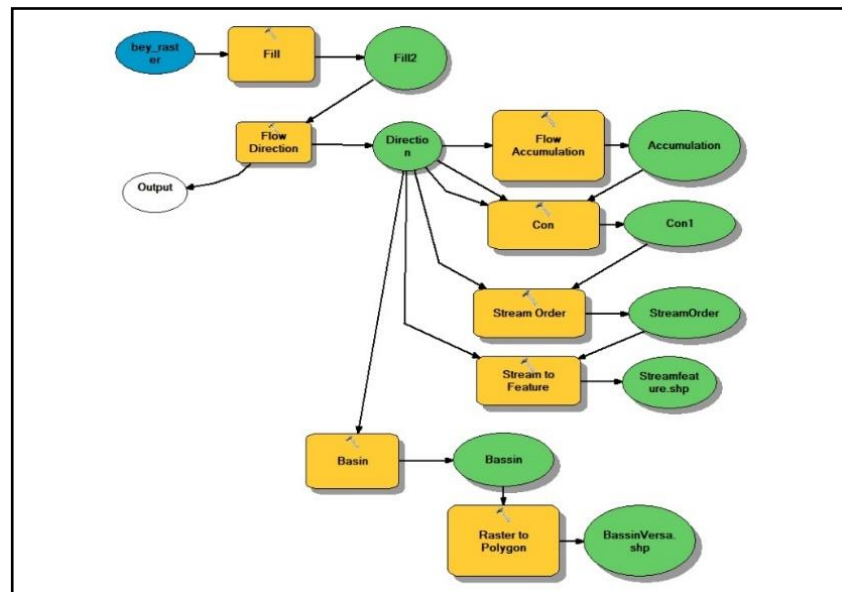 bey_rast
er
Fill
Fill2
Flow
Direction
Directio
n
Flow
Accumulation
Accumulation
Output
Con
Con1
Stream Order
StreamOrder
Stream to
Feature
Streamfeat
ure.shp
Basin
Bassin
Raster to
Polygon
BassinVersa.
shp